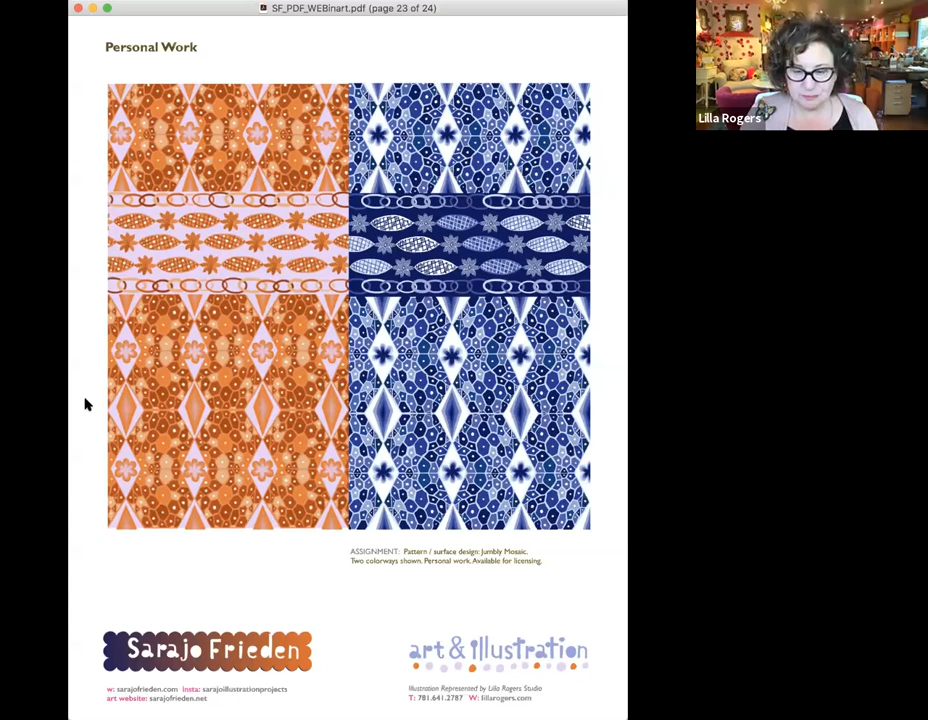 SF_PDF_WEBinart.pdf (page 23 of 24)
Personal Work
Lilla Rogers
ASSIGNMENT: Pattern / surface design: Jumbly Mosaic.
Two colorways shown. Personal work. Available for licensing.
Sarajo Frieden
art & illustration
w: sarajofrieden.com Insta: sarajoillustrationprojects
art website: sarajofrieden.net
Illustration Represented by Lilla Rogers Studio
T: 781.641.2787 W: lillarogers.com